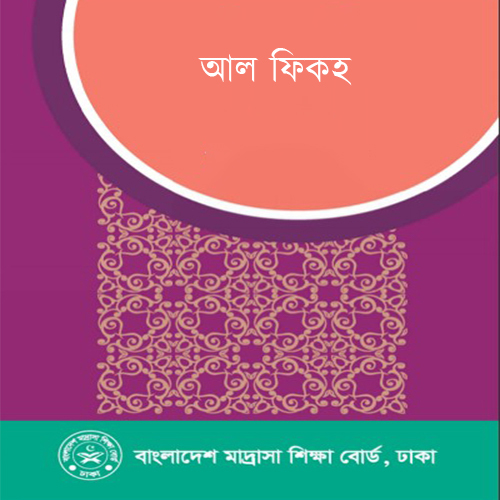 আল ফিকহ
বাংলাদেশ মাদ্রাসা শিক্ষা বোর্ড
ঢাকা
বাংলাদেশ মাদ্রাসা শিক্ষা বোর্ড, ঢাকা